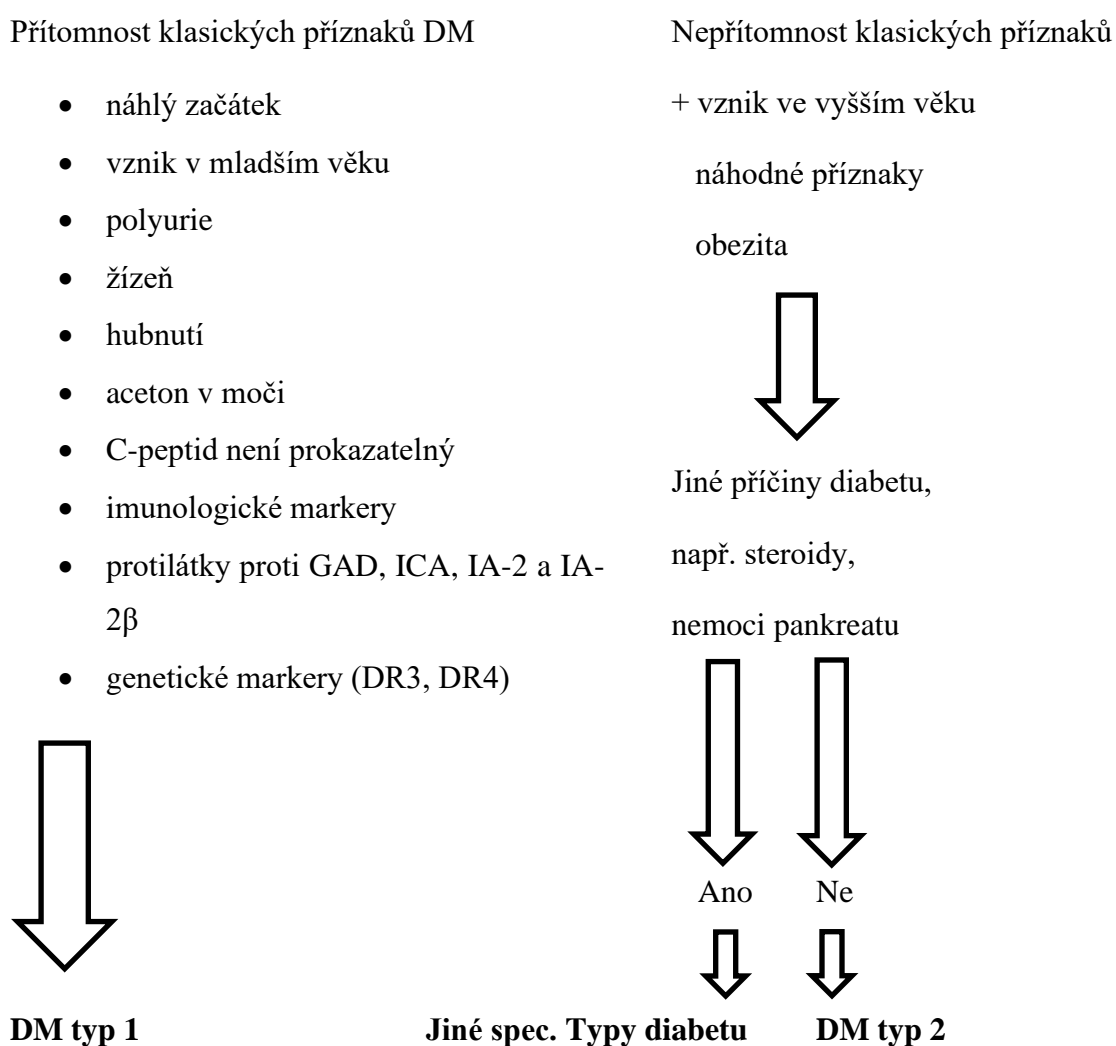 Přítomnost klasických příznaků DM
• náhlý začátek
• vznik v mladším věku
• polyurie
• žízeň
• hubnutí
• aceton v moči
• C-peptid není prokazatelný
• imunologické markery
• protilátky proti GAD, ICA, IA-2 a IA-
2β
• genetické markery (DR3, DR4)
DM typ 1
Nepřítomnost klasických příznaků
+ vznik ve vyšším věku
náhodné příznaky
obezita
Jiné příčiny diabetu,
např. steroidy,
nemoci pankreatu
Ano Ne
Jiné spec. Typy diabetu DM typ 2